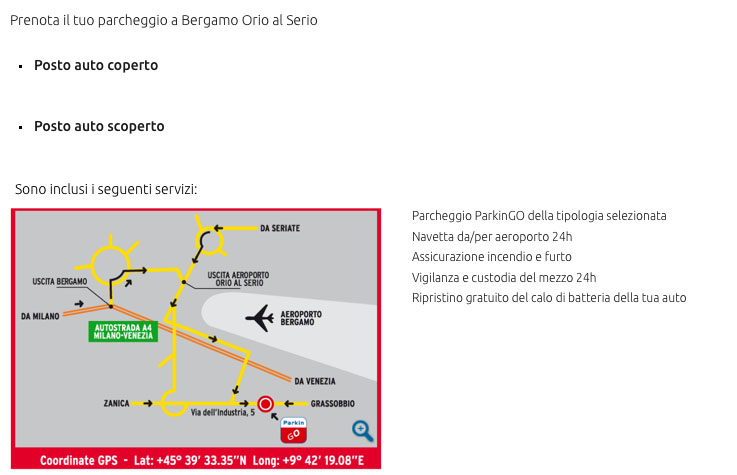 Prenota il tuo parcheggio a Bergamo Orio al Serio
Posto auto coperto
Posto auto scoperto
Sono inclusi i seguenti servizi:
DA SERIATE
USCITA BERGAMO
USCITA AEROPORTO
ORIO AL SERIO
DA MILANO
AEROPORTO
BERGAMO
AUTOSTRADA A4
MILANO-VENEZIA
DA VENEZIA
ZANICA
GRASSOBBIO
Via dell'Industria, 5
Parkin
GO
Coordinate GPS - Lat: +45° 39' 33.35"N Long: +9° 42' 19.08"E
Parcheggio ParkinGO della tipologia selezionata
Navetta da/per aeroporto 24h
Assicurazione incendio e furto
Vigilanza e custodia del mezzo 24h
Ripristino gratuito del calo di batteria della tua auto